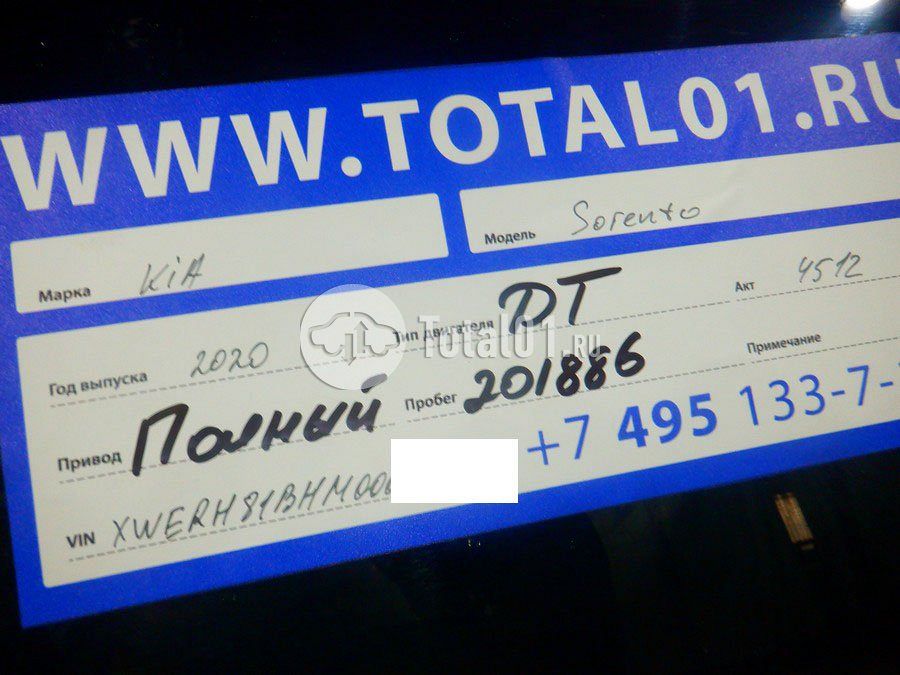 WWW.TOTAL01.RU
Марка KiA Модель Sorento
Год выпуска 2020 Тип двигателя DT Акт 4512
Total01.RU
Привод Полный Пробег 201886 Примечание
+7 495 133-7-
VIN XWERH81BHM00